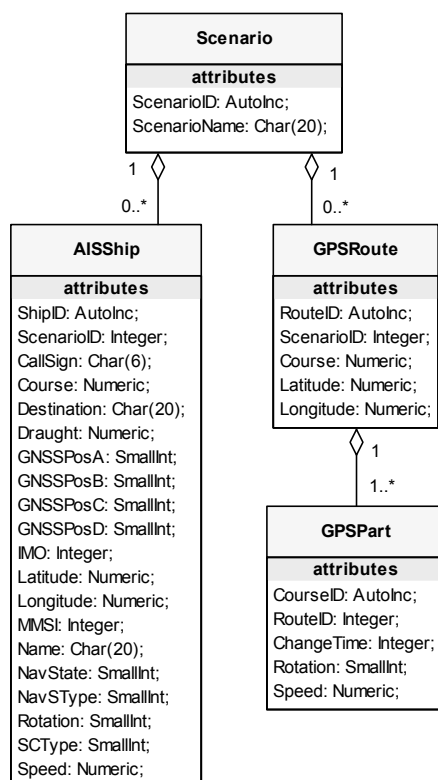 Scenario
attributes
ScenarioID: AutoInc;
ScenarioName: Char(20);
1
1
0..*
0..*
AISShip
attributes
ShipID: AutoInc;
ScenarioID: Integer;
CallSign: Char(6);
Course: Numeric;
Destination: Char(20);
Draught: Numeric;
GNSSPosA: SmallInt;
GNSSPosB: SmallInt;
GNSSPosC: SmallInt;
GNSSPosD: SmallInt;
IMO: Integer;
Latitude: Numeric;
Longitude: Numeric;
MMSI: Integer;
Name: Char(20);
NavState: SmallInt;
NavSType: SmallInt;
Rotation: SmallInt;
SCType: SmallInt;
Speed: Numeric;
GPSRoute
attributes
RouteID: AutoInc;
ScenarioID: Integer;
Course: Numeric;
Latitude: Numeric;
Longitude: Numeric;
1
1..*
GPSPart
attributes
CourseID: AutoInc;
RouteID: Integer;
ChangeTime: Integer;
Rotation: SmallInt;
Speed: Numeric;